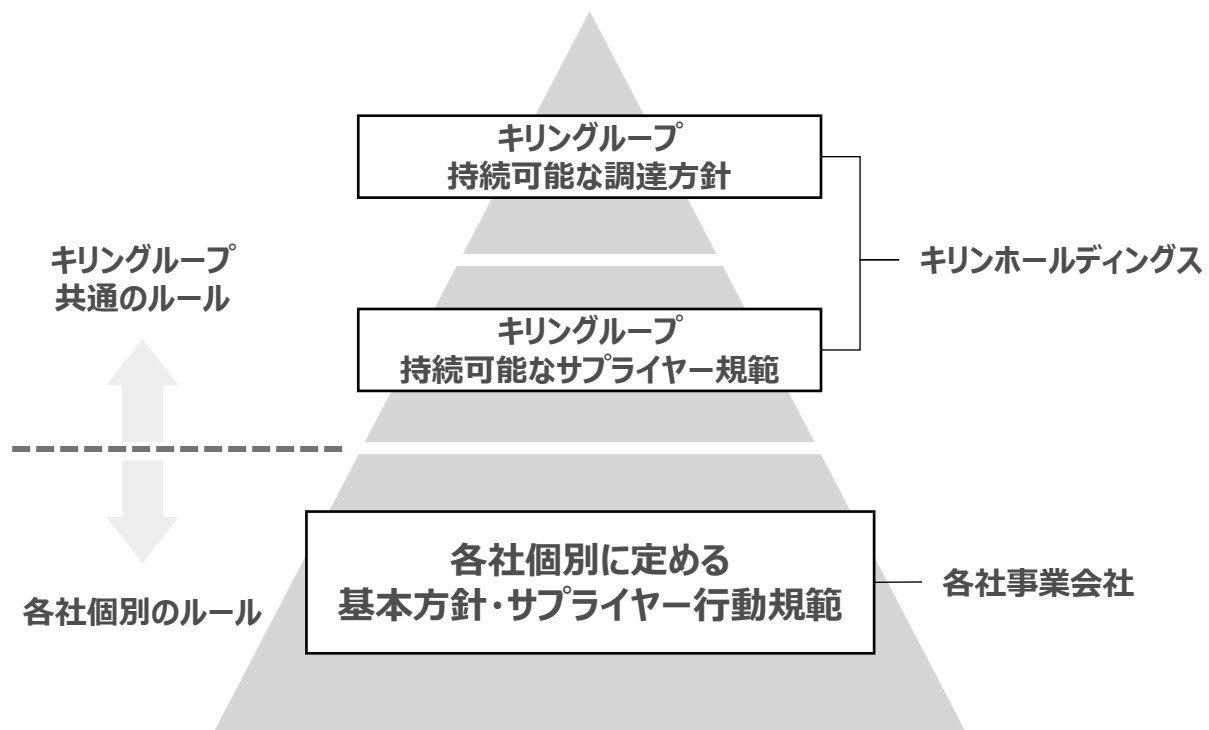 キリングループ
持続可能な調達方針
キリングループ
共通のルール
キリンホールディングス
キリングループ
持続可能なサプライヤー規範
各社個別に定める
基本方針・サプライヤー行動規範
各社事業会社
各社個別のルール